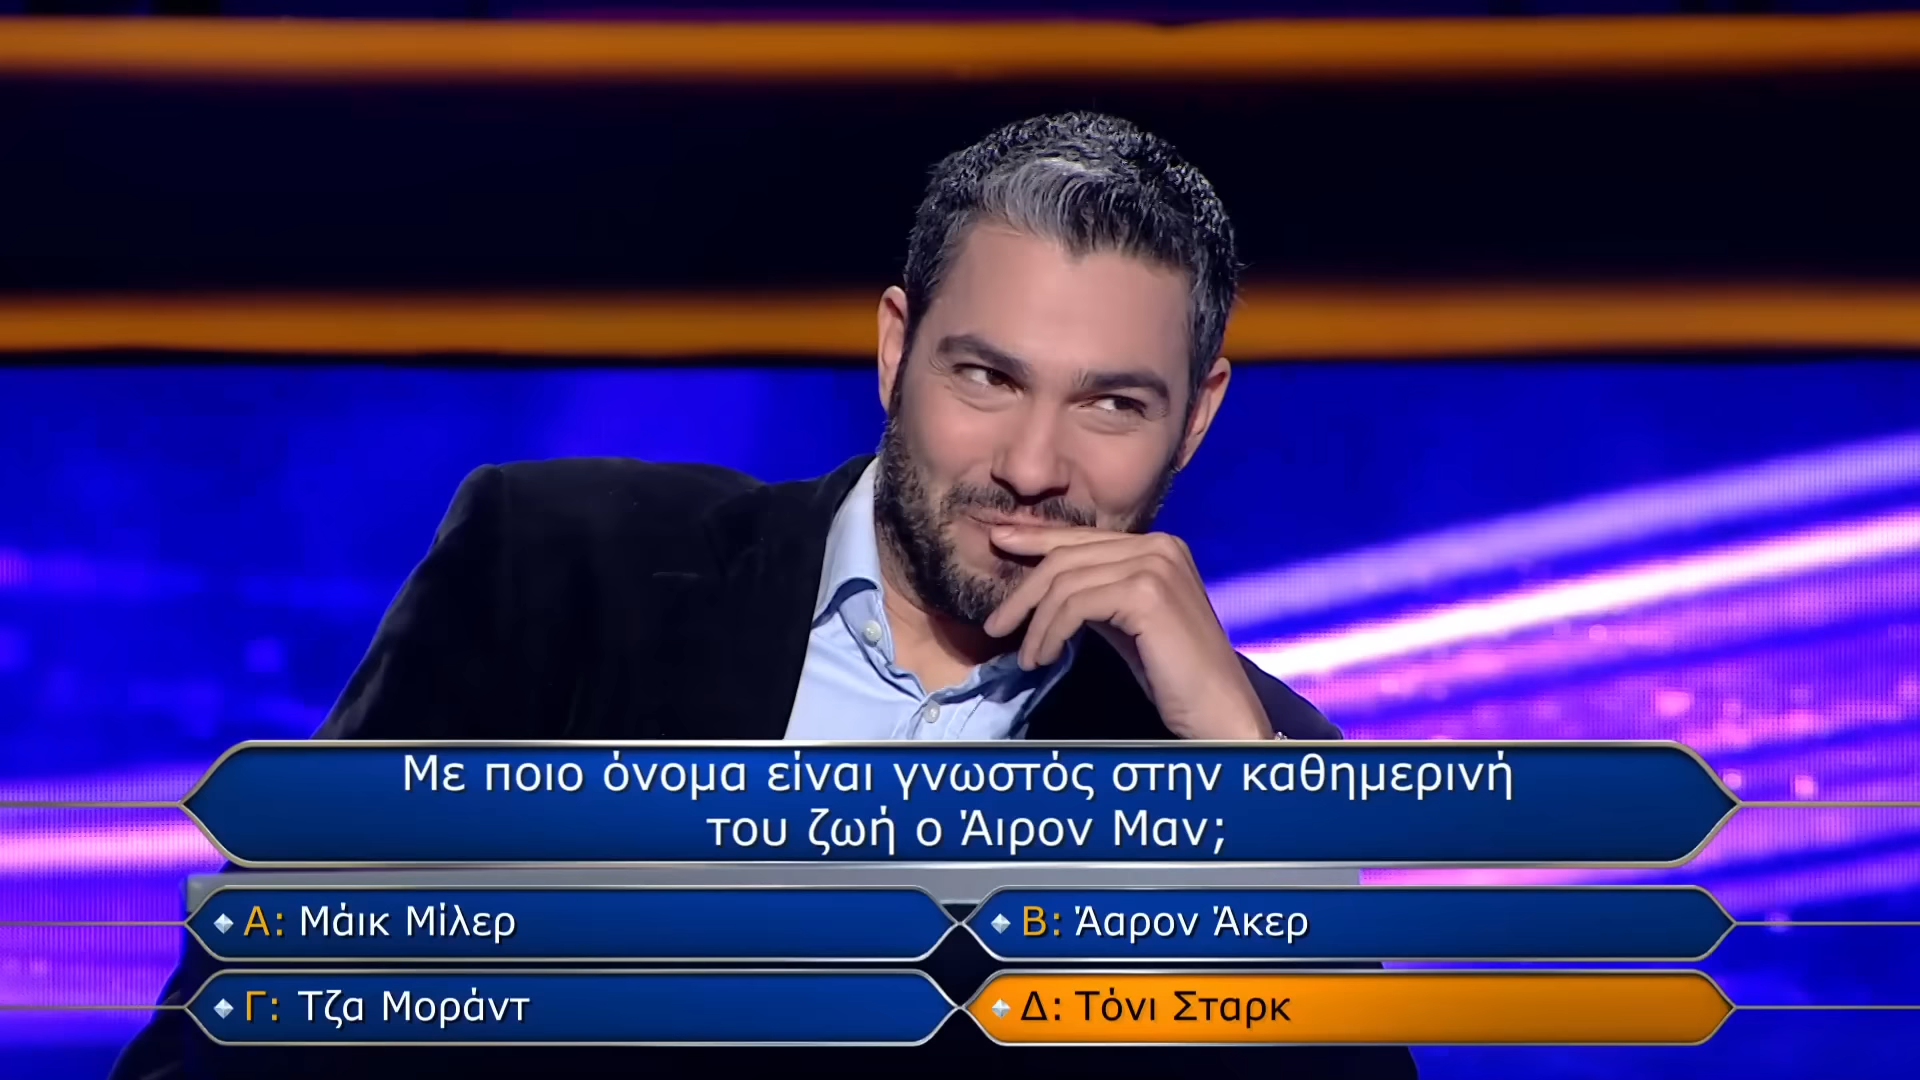 Με ποιο όνομα είναι γνωστός στην καθημερινή
του ζωή ο Άιρον Μαν;
Α: Μάικ Μίλερ
Β: Άαρον Άκερ
Γ: Τζα Μοράντ
Δ: Τόνι Σταρκ